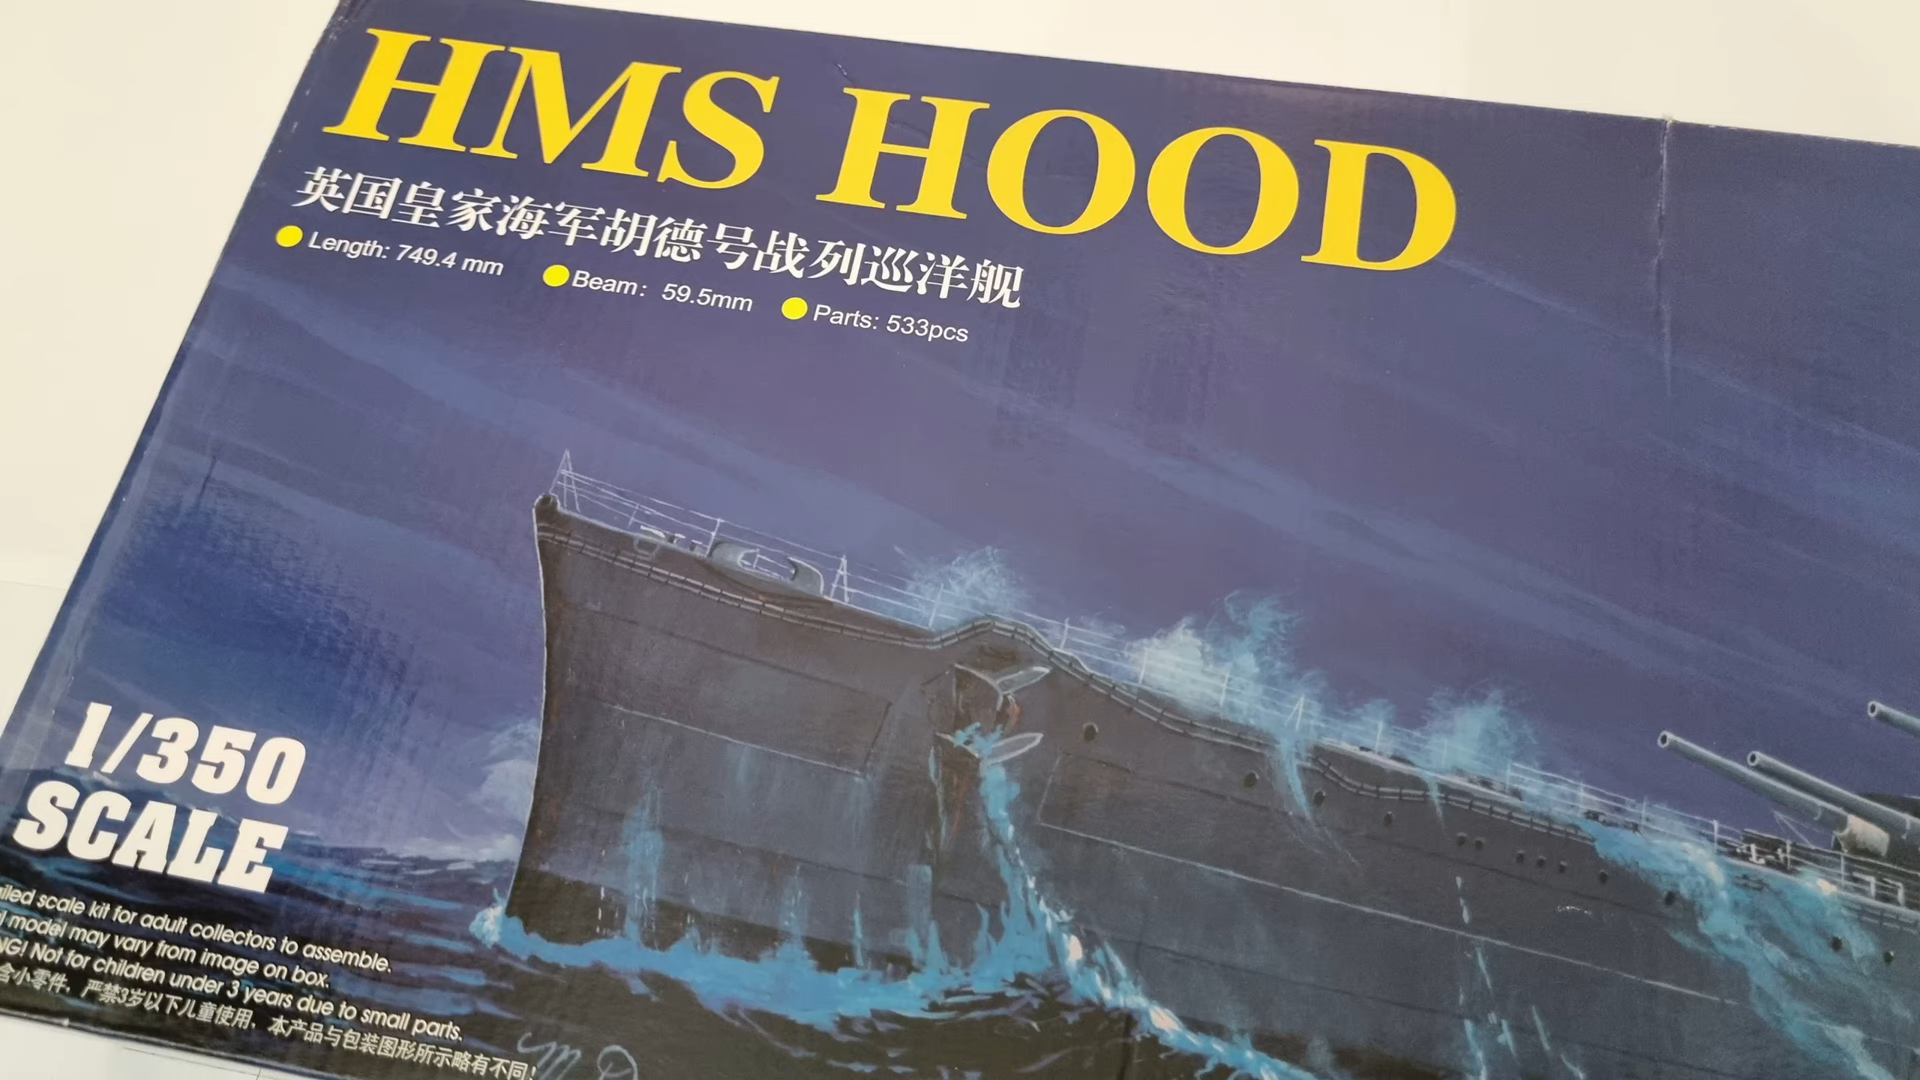 HMS HOOD
英国皇家海军胡德号战列巡洋舰
Length: 749.4 mm Beam: 59.5mm Parts: 533pcs
1/350
SCALE
scale kit for adult collectors to assemble.
model may vary from image on box.
Not for children under 3 years due to small parts.
含小零件，严禁3岁以下儿童使用，本产品与包装图形所示略有不同!